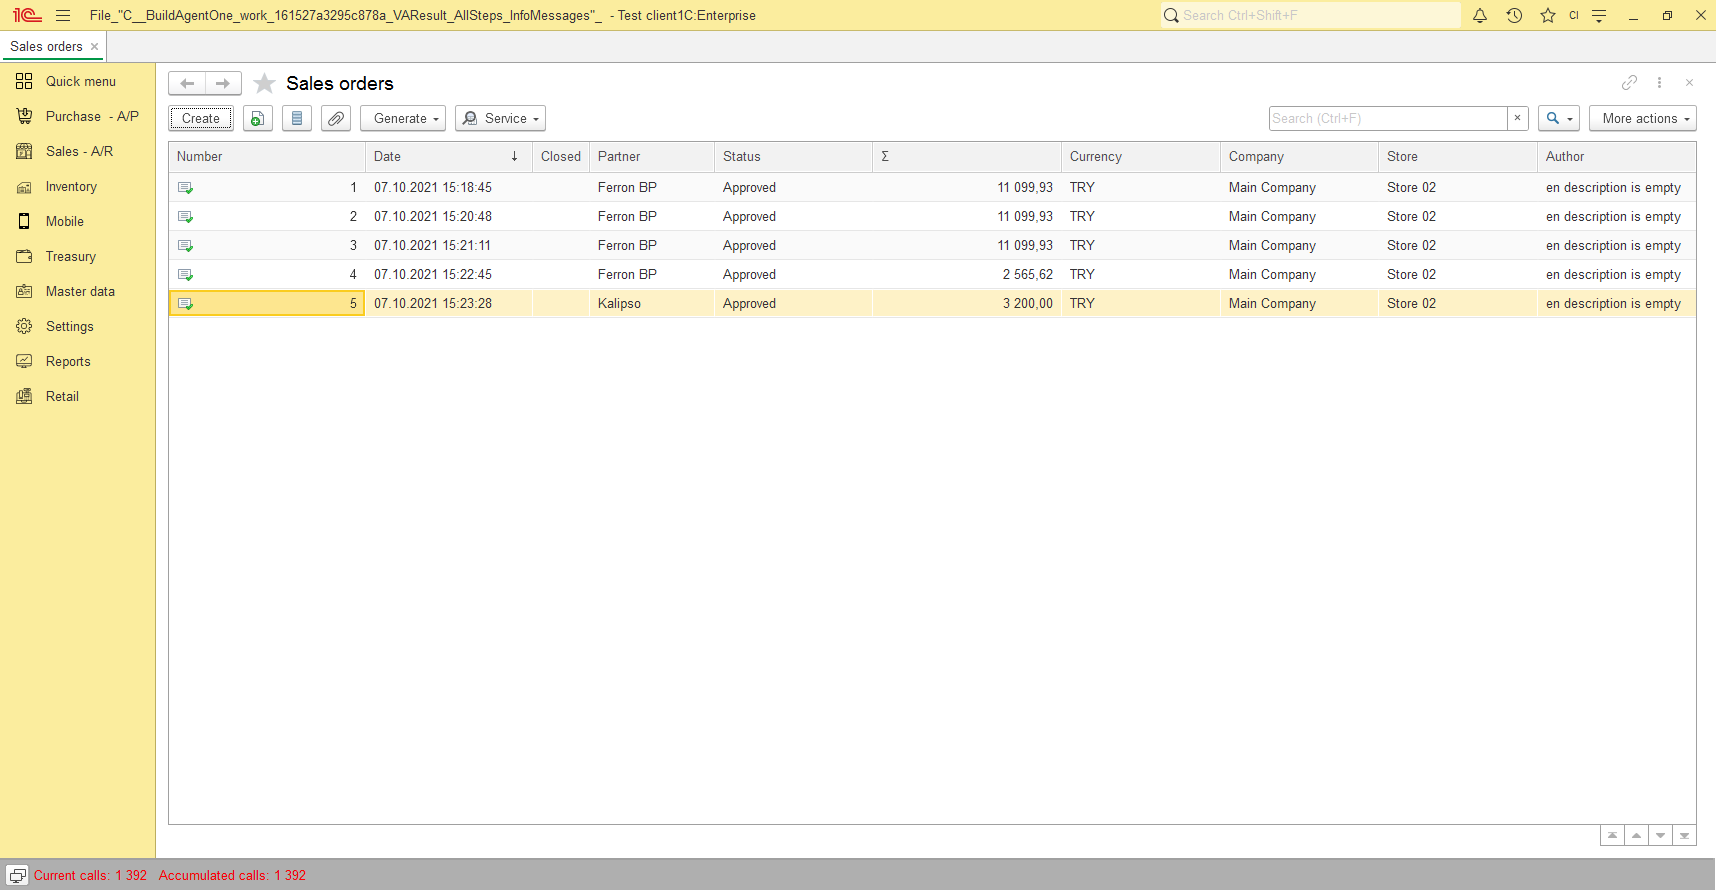 File_"C__BuildAgentOne_work_161527a3295c878a_VAResult_AllSteps_InfoMessages"_ - Test client1C:Enterprise Search Ctrl+Shift+F CI
Sales orders
Quick menu
Purchase - A/P
Sales - A/R
Inventory
Mobile
Treasury
Master data
Settings
Reports
Retail
Sales orders
Create Generate Service Search (Ctrl+F) × More actions
Number Date ↓ Closed Partner Status Σ Currency Company Store Author
1 07.10.2021 15:18:45 Ferron BP Approved 11 099,93 TRY Main Company Store 02 en description is empty
2 07.10.2021 15:20:48 Ferron BP Approved 11 099,93 TRY Main Company Store 02 en description is empty
3 07.10.2021 15:21:11 Ferron BP Approved 11 099,93 TRY Main Company Store 02 en description is empty
4 07.10.2021 15:22:45 Ferron BP Approved 2 565,62 TRY Main Company Store 02 en description is empty
5 07.10.2021 15:23:28 Kalipso Approved 3 200,00 TRY Main Company Store 02 en description is empty
Current calls: 1 392 Accumulated calls: 1 392